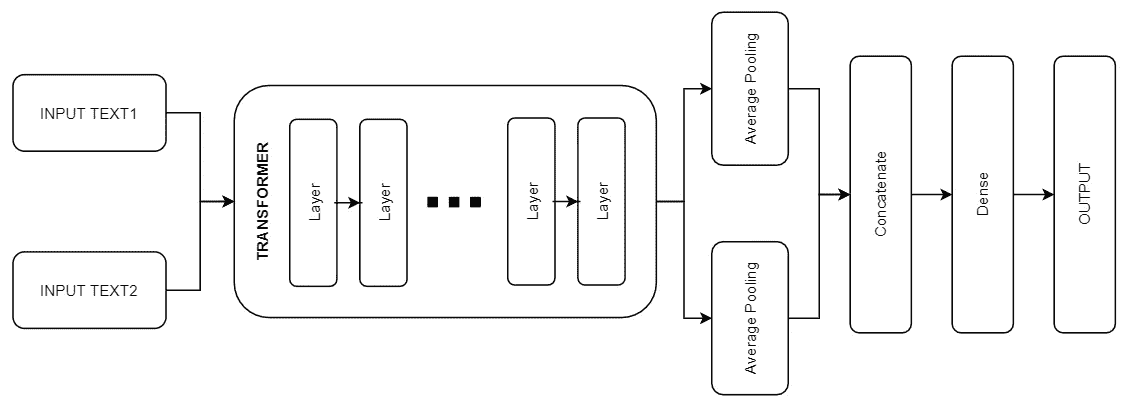 INPUT TEXT1
INPUT TEXT2
TRANSFORMER
Layer
Layer
Layer
Layer
Average Pooling
Average Pooling
Concatenate
Dense
OUTPUT